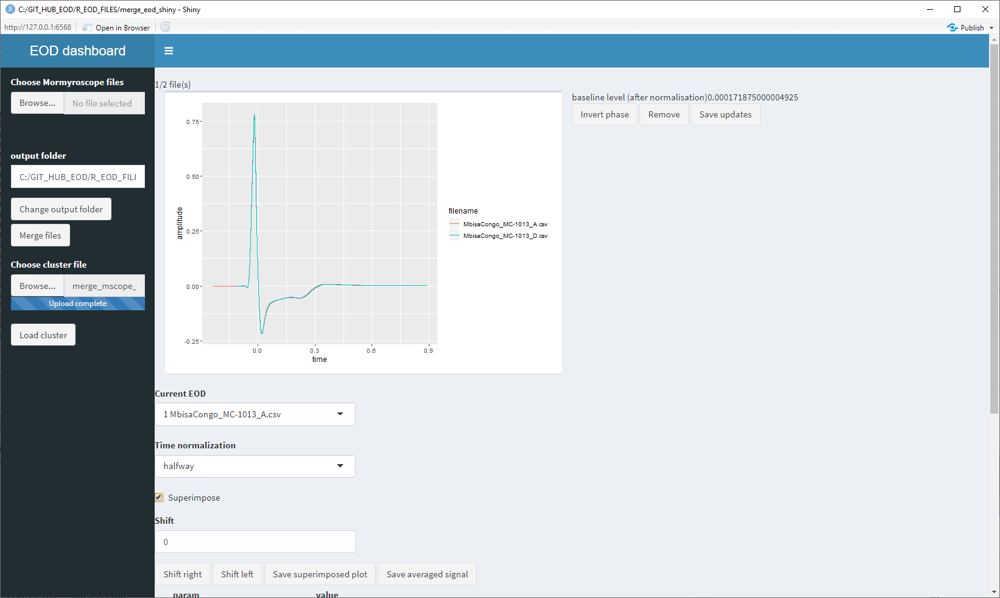 C:/GIT_HUB_EOD/R_EOD_FILES/merge_eod_shiny - Shiny
http://127.0.0.1:6568
Open in Browser
Publish
EOD dashboard
Choose Mormyroscope files
Browse...
No file selected
output folder
C:/GIT_HUB_EOD/R_EOD_FILI
Change output folder
Merge files
Choose cluster file
Browse...
merge_mscope_
Upload complete
Load cluster
1/2 file(s)
0.75
0.50
0.25
0.00
-0.25
amplitude
0.0
0.3
0.6
0.9
time
filename
MbisaCongo_MC-1013_A.csv
MbisaCongo_MC-1013_D.csv
baseline level (after normalisation)0.000171875000004925
Invert phase
Remove
Save updates
Current EOD
1 MbisaCongo_MC-1013_A.csv
Time normalization
halfway
Superimpose
Shift
0
Shift right
Shift left
Save superimposed plot
Save averaged signal
param
value